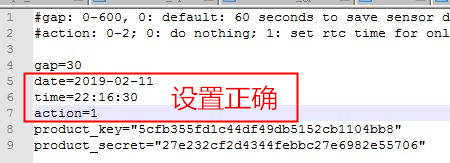 1 #gap: 0-600, 0: default: 60 seconds to save sensor d
2 #action: 0-2; 0: do nothing; 1: set rtc time for onl
3
4 gap=30
5 date=2019-02-11
6 time=22:16:30
设置正确
7 action=1
8 product_key="5cfb355fd1c44df49db5152cb1104bb8"
9 product_secret="27e232cf2d4344febbc27e6982e55706"